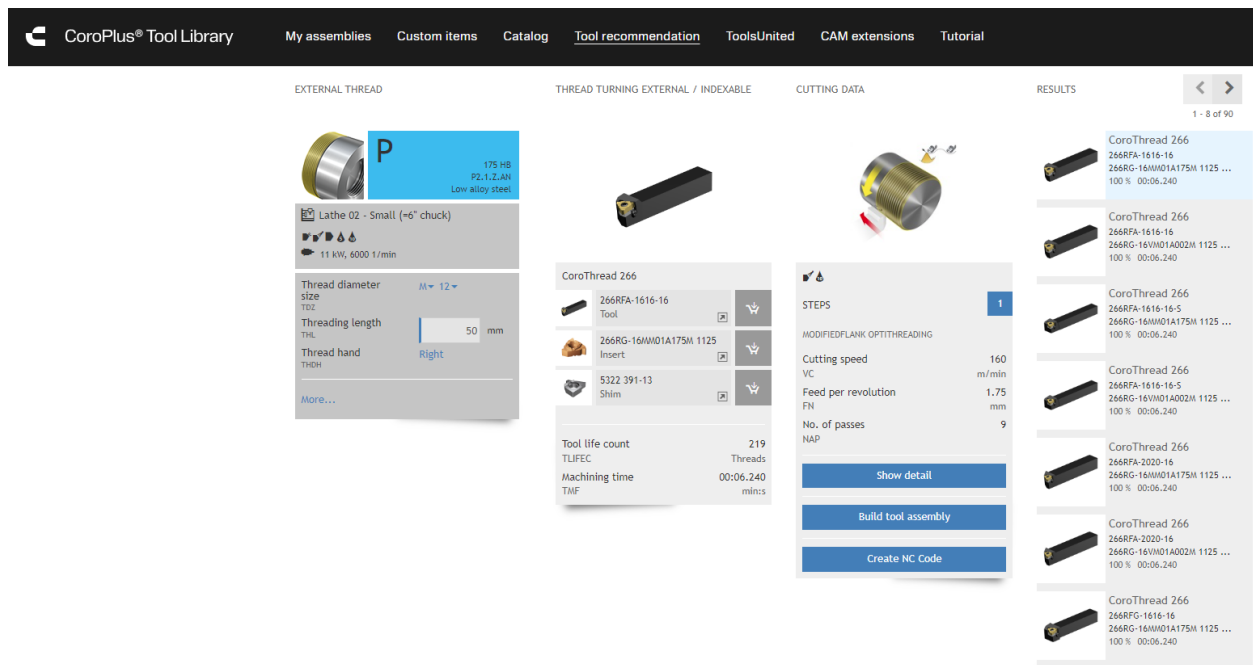 CoroPlus® Tool Library
My assemblies
Custom items
Catalog
Tool recommendation
ToolsUnited
CAM extensions
Tutorial
EXTERNAL THREAD
P
175 HB
P2.1.Z.AN
Low alloy steel
Lathe 02 - Small (≈6" chuck)
11 kW, 6000 1/min
Thread diameter size
M 12
TDZ
Threading length
50 mm
THL
Thread hand
Right
THDH
More...
THREAD TURNING EXTERNAL / INDEXABLE
CoroThread 266
266RFA-1616-16
Tool
266RG-16MM01A175M 1125
Insert
5322 391-13
Shim
Tool life count 219
TLIFEC Threads
Machining time 00:06.240
TMF min:s
CUTTING DATA
STEPS 1
MODIFIEDFLANK OPTITHREADING
Cutting speed 160
VC m/min
Feed per revolution 1.75
FN mm
No. of passes 9
NAP
Show detail
Build tool assembly
Create NC Code
RESULTS
1 - 8 of 90
CoroThread 266
266RFA-1616-16
266RG-16MM01A175M 1125 ...
100 % 00:06.240
CoroThread 266
266RFA-1616-16
266RG-16VM01A002M 1125 ...
100 % 00:06.240
CoroThread 266
266RFA-1616-16-S
266RG-16MM01A175M 1125 ...
100 % 00:06.240
CoroThread 266
266RFA-1616-16-S
266RG-16VM01A002M 1125 ...
100 % 00:06.240
CoroThread 266
266RFA-2020-16
266RG-16MM01A175M 1125 ...
100 % 00:06.240
CoroThread 266
266RFA-2020-16
266RG-16VM01A002M 1125 ...
100 % 00:06.240
CoroThread 266
266RFG-1616-16
266RG-16MM01A175M 1125 ...
100 % 00:06.240